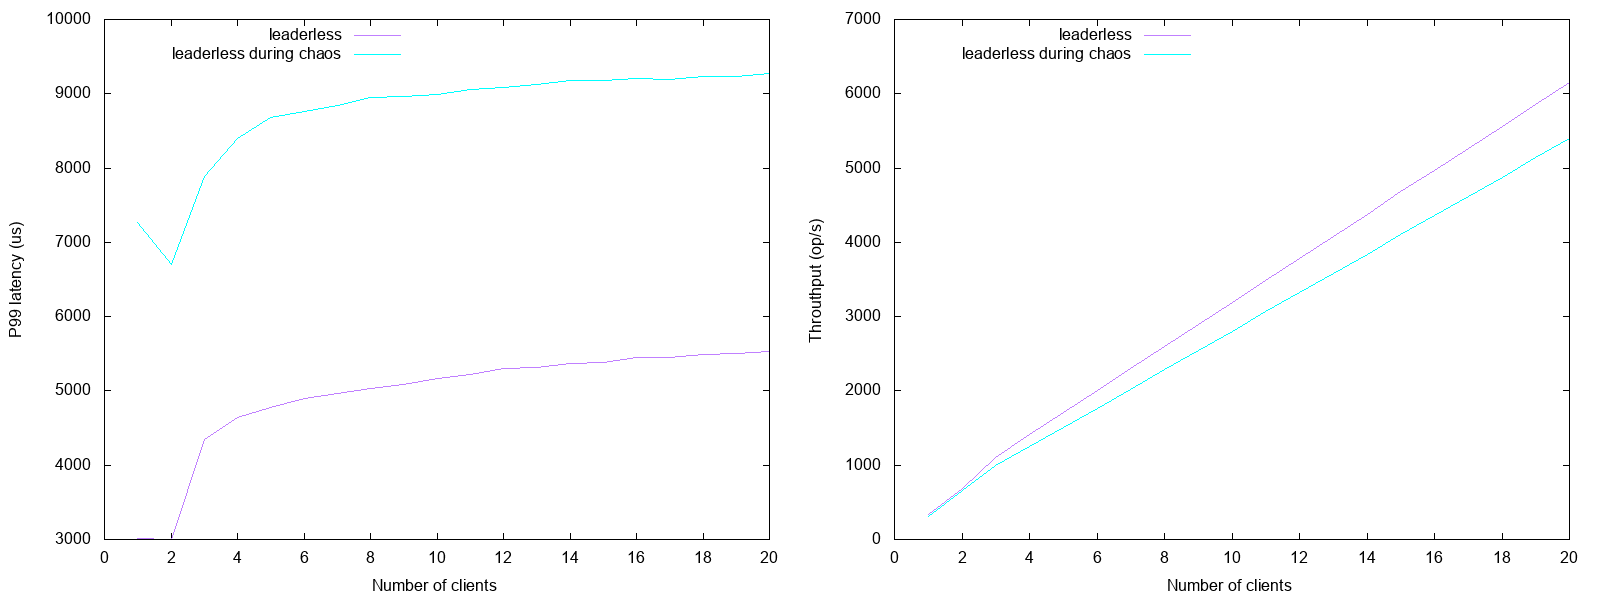 10000
9000
8000
7000
6000
5000
4000
3000
0 2 4 6 8 10 12 14 16 18 20
P99 latency (us)
Number of clients
leaderless
leaderless during chaos
7000
6000
5000
4000
3000
2000
1000
0
0 2 4 6 8 10 12 14 16 18 20
Throuthput (op/s)
Number of clients
leaderless
leaderless during chaos